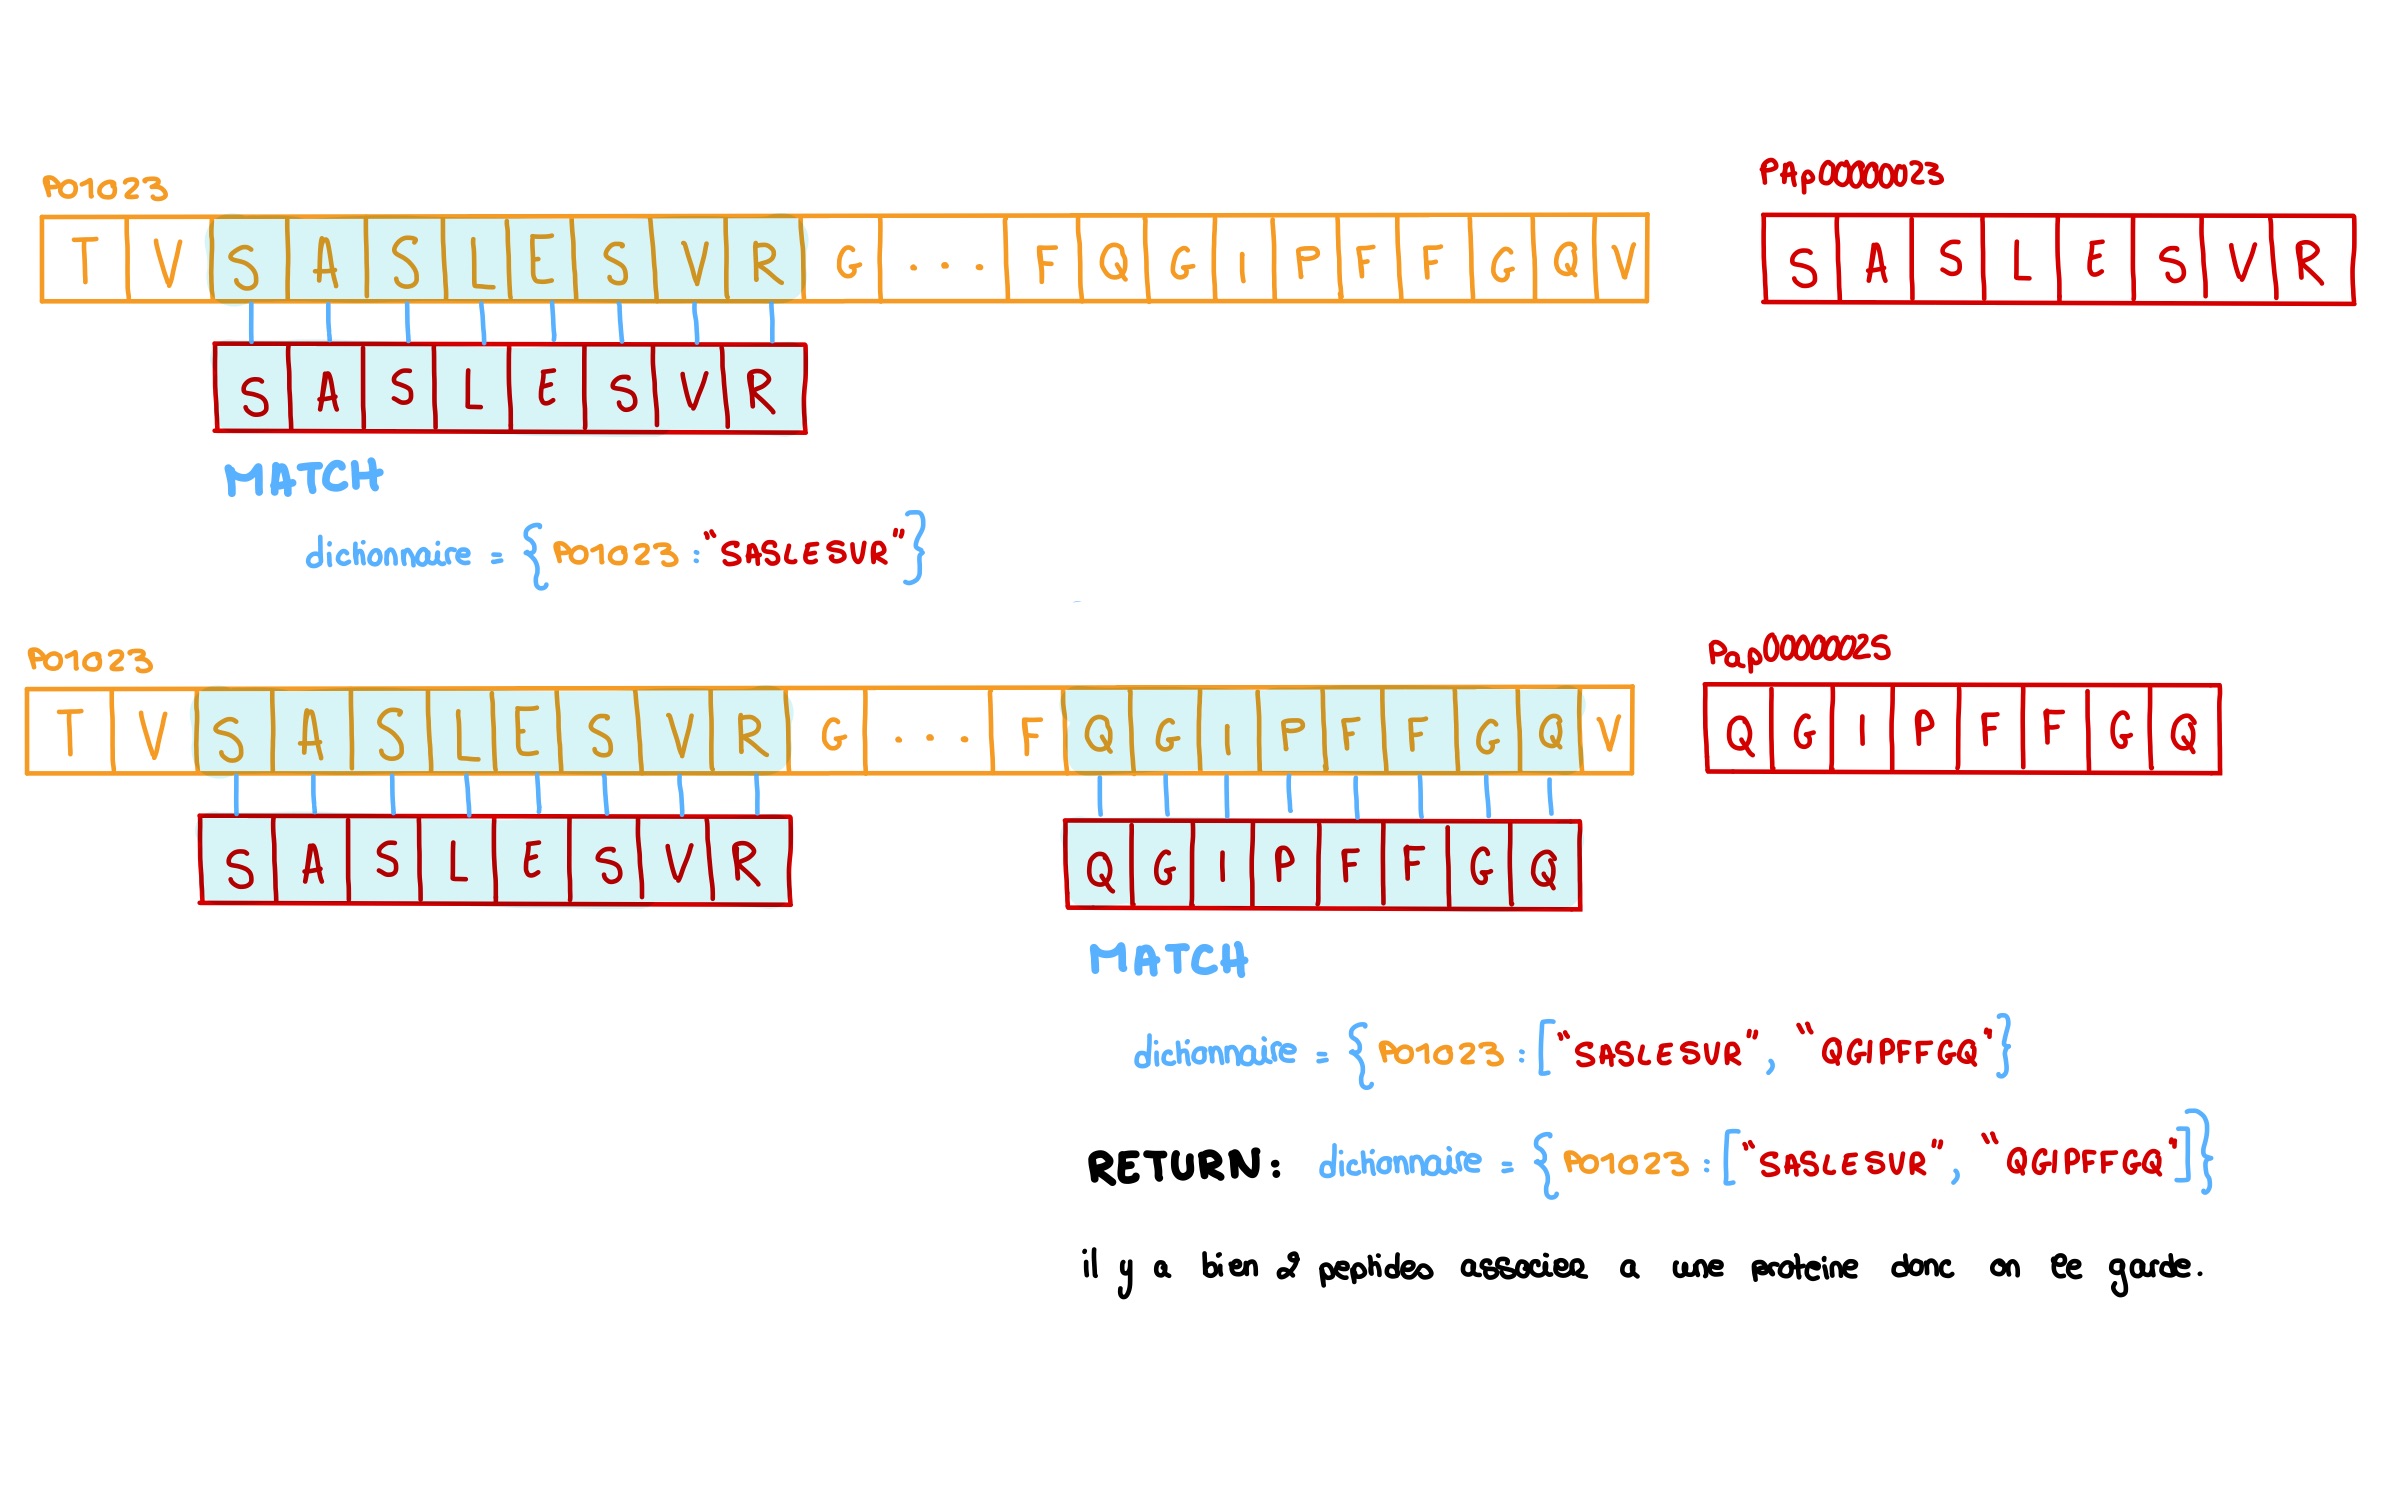 P01023
PAp00000023
T V S A S L E S V R G ... F Q G I P F F G Q V
S A S L E S V R
S A S L E S V R
MATCH
dictionnaire = {P01023:"SASLESVR"}
P01023
Pap00000025
T V S A S L E S V R G ... F Q G I P F F G Q V
Q G I P F F G Q
S A S L E S V R
Q G I P F F G Q
MATCH
dictionnaire = {P01023:["SASLESVR", "QGIPFFGQ"}
RETURN: dictionnaire = {P01023:["SASLESVR", "QGIPFFGQ"]}
il y a bien 2 peptides associer a une proteine donc on le garde.